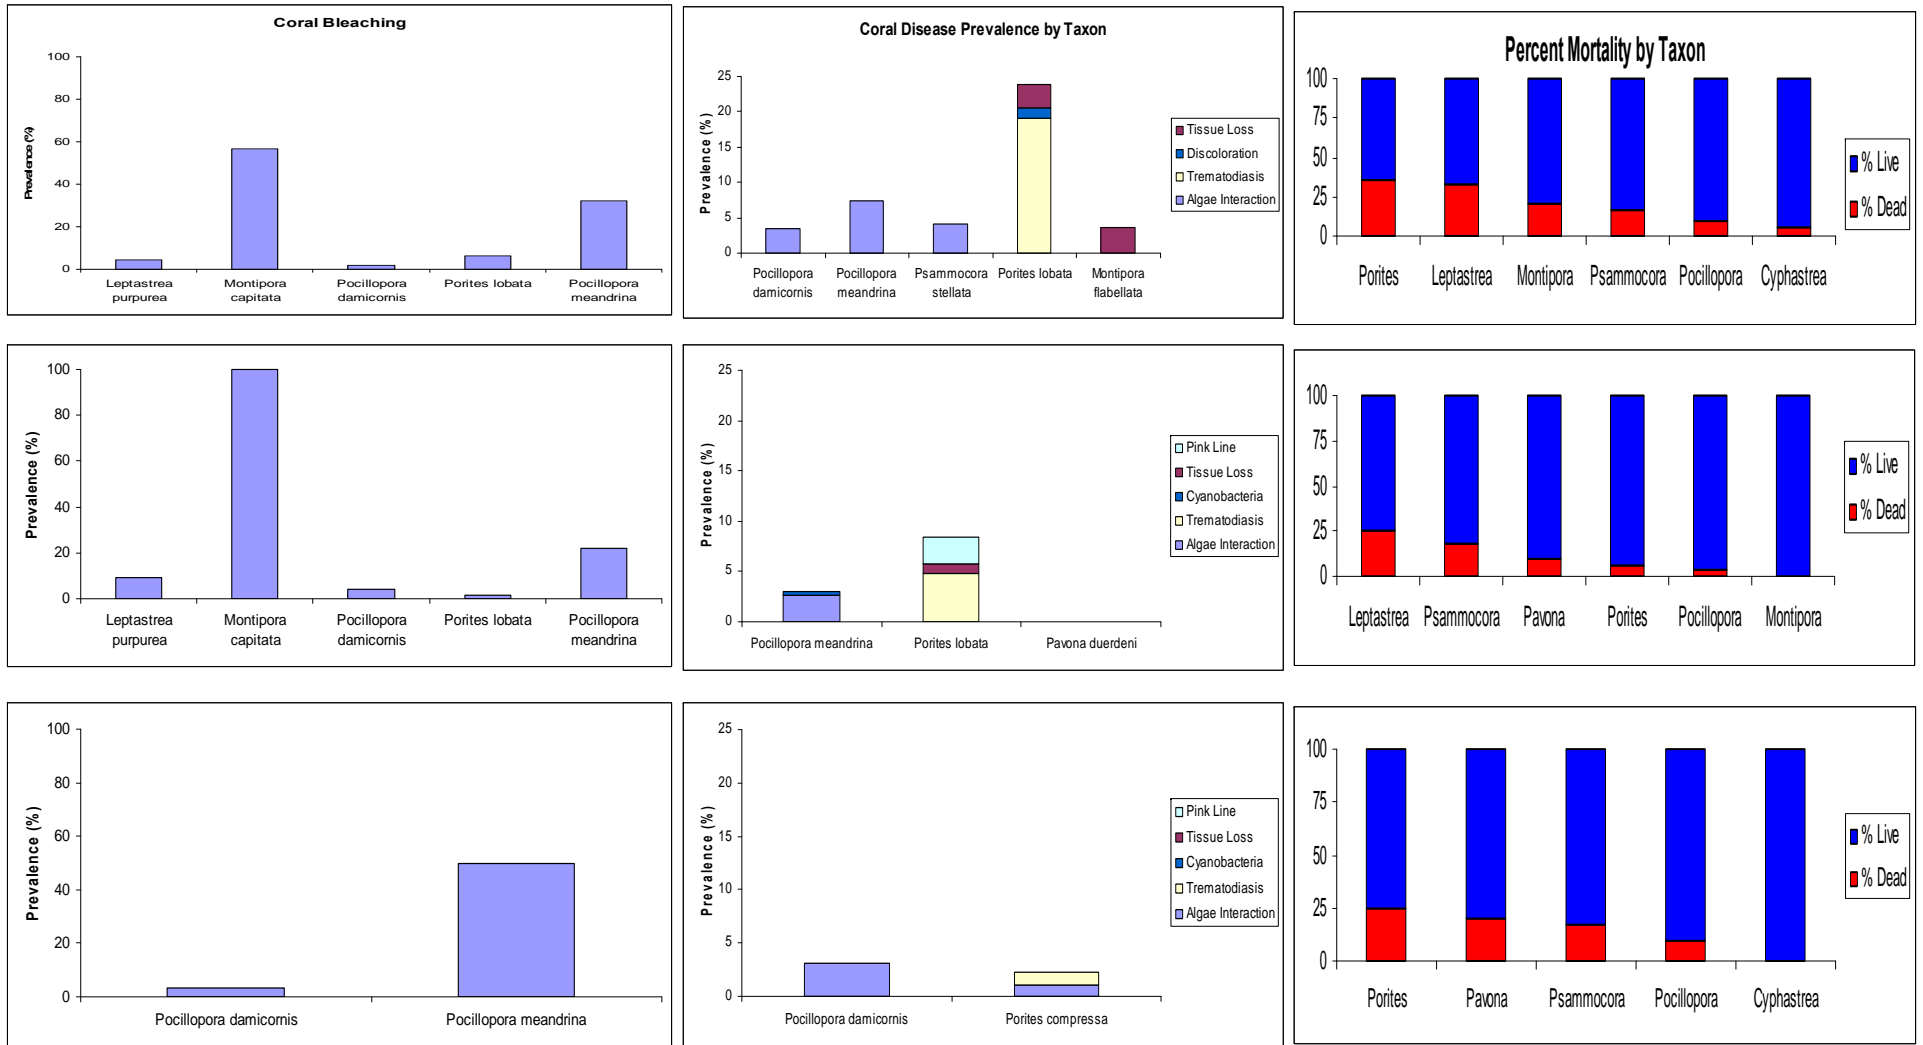 Coral Bleaching
100
80
60
40
20
0
Prevalence (%)
Leptastrea purpurea
Montipora capitata
Pocillopora damicornis
Porites lobata
Pocillopora meandrina
Coral Disease Prevalence by Taxon
25
20
15
10
5
0
Prevalence (%)
Pocillopora damicornis
Pocillopora meandrina
Psammocora stellata
Porites lobata
Montipora flabellata
Tissue Loss
Discoloration
Trematodiasis
Algae Interaction
Percent Mortality by Taxon
100
75
50
25
0
Porites
Leptastrea
Montipora
Psammocora
Pocillopora
Cyphastrea
% Live
% Dead
100
80
60
40
20
0
Prevalence (%)
Leptastrea purpurea
Montipora capitata
Pocillopora damicornis
Porites lobata
Pocillopora meandrina
25
20
15
10
5
0
Prevalence (%)
Pocillopora meandrina
Porites lobata
Pavona duerdeni
Pink Line
Tissue Loss
Cyanobacteria
Trematodiasis
Algae Interaction
100
75
50
25
0
Leptastrea
Psammocora
Pavona
Porites
Pocillopora
Montipora
% Live
% Dead
100
80
60
40
20
0
Prevalence (%)
Pocillopora damicornis
Pocillopora meandrina
25
20
15
10
5
0
Prevalence (%)
Pocillopora damicornis
Porites compressa
Pink Line
Tissue Loss
Cyanobacteria
Trematodiasis
Algae Interaction
100
75
50
25
0
Porites
Pavona
Psammocora
Pocillopora
Cyphastrea
% Live
% Dead